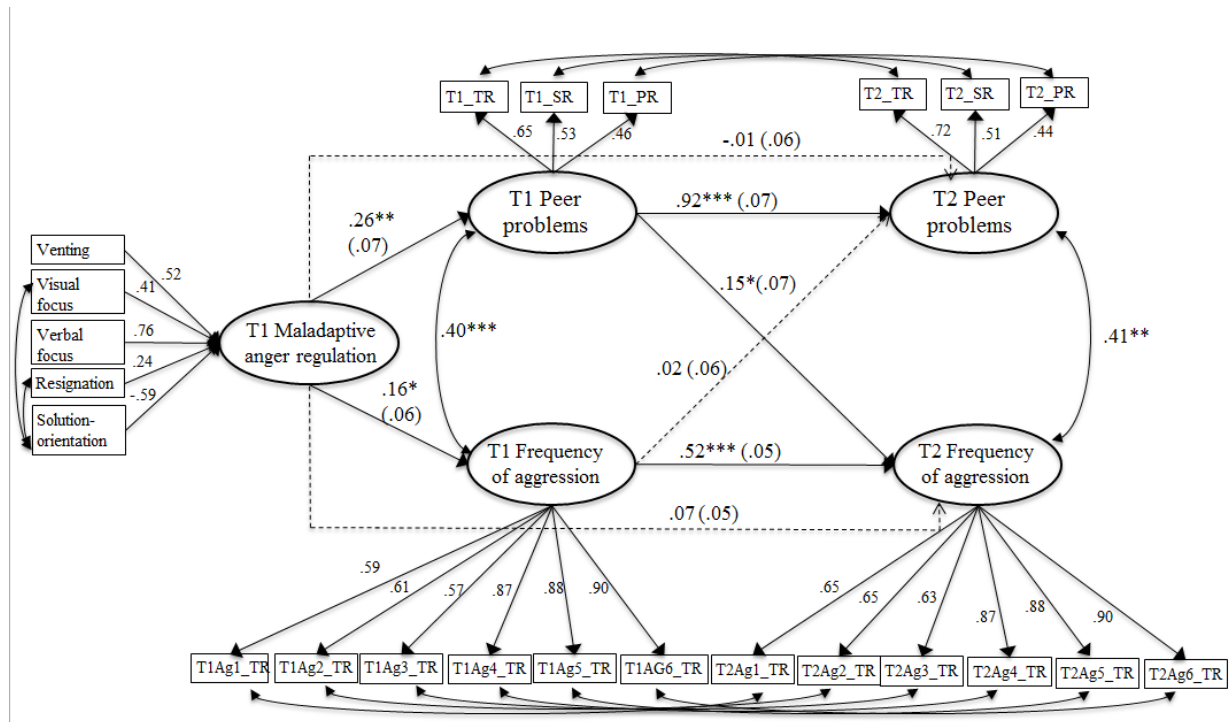 T1_TR
T1_SR
T1_PR
T2_TR
T2_SR
T2_PR
.65
.53
.46
.72
.51
.44
-.01 (.06)
T1 Peer
problems
.92*** (.07)
T2 Peer
problems
.26**
(.07)
Venting
Visual
focus
Verbal
focus
Resignation
Solution-
orientation
.52
.41
.76
.24
-.59
T1 Maladaptive
anger regulation
.40***
.15*(.07)
.02 (.06)
.41**
.16*
(.06)
T1 Frequency
of aggression
.52*** (.05)
T2 Frequency
of aggression
.07 (.05)
.59
.61
.57
.87
.88
.90
.65
.65
.63
.87
.88
.90
T1Ag1_TR
T1Ag2_TR
T1Ag3_TR
T1Ag4_TR
T1Ag5_TR
T1AG6_TR
T2Ag1_TR
T2Ag2_TR
T2Ag3_TR
T2Ag4_TR
T2Ag5_TR
T2Ag6_TR